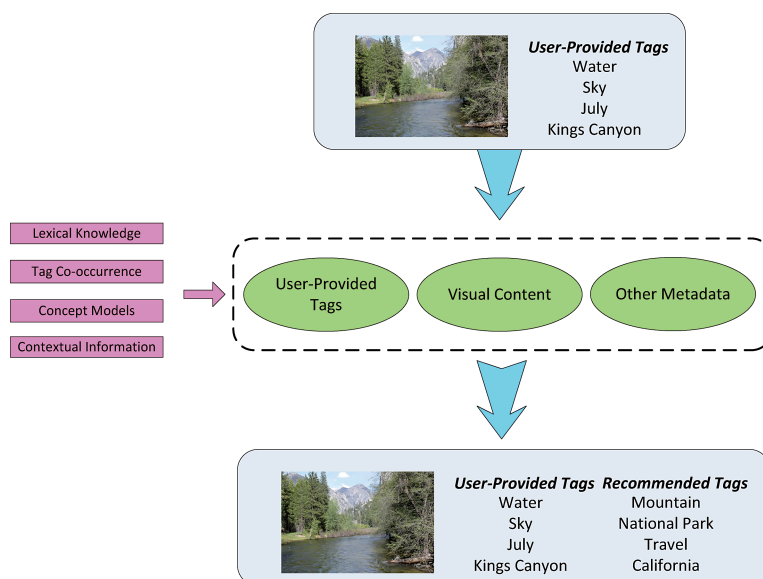 User-Provided Tags
Water
Sky
July
Kings Canyon
Lexical Knowledge
Tag Co-occurrence
Concept Models
Contextual Information
User-Provided
Tags
Visual Content
Other Metadata
User-Provided Tags Recommended Tags
Water Mountain
Sky National Park
July Travel
Kings Canyon California